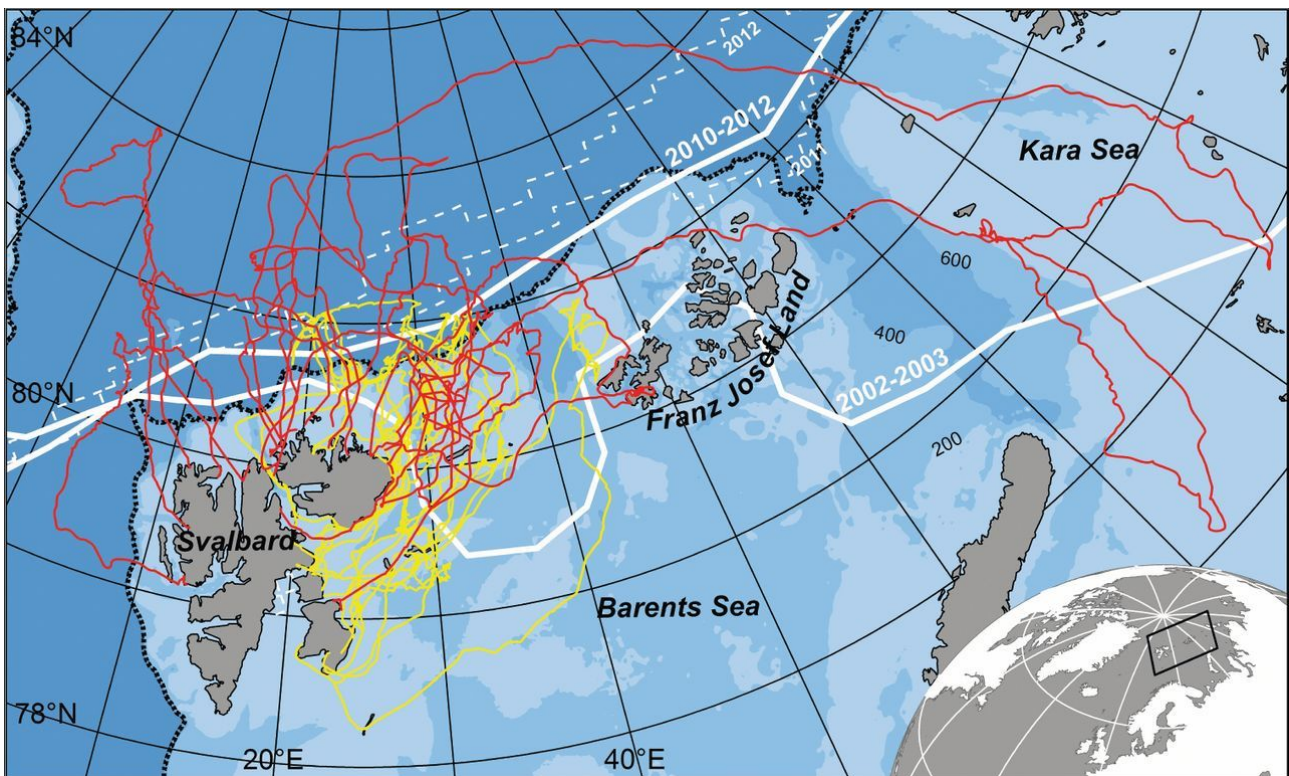 84°N
2012
2010-2012
2011
Kara Sea
600
Franz Josef Land
400
2002-2003
80°N
200
Svalbard
Barents Sea
78°N
20°E
40°E